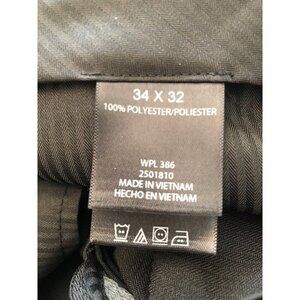 34 X 32
100% POLYESTER/POLIESTER
WPL 386
2501810
MADE IN VIETNAM
HECHO EN VIETNAM